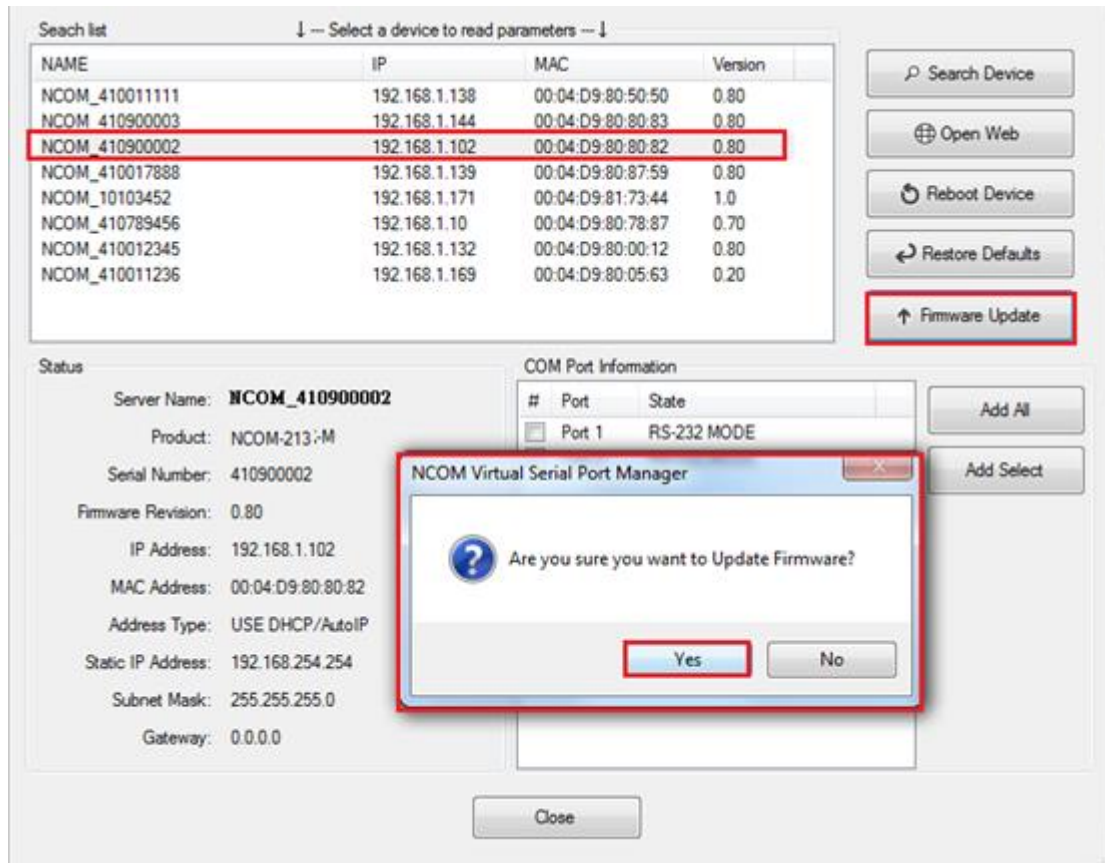 Seach list ↓ --- Select a device to read parameters --- ↓
NAME IP MAC Version
NCOM_410011111 192.168.1.138 00:04:D9:80:50:50 0.80
NCOM_410900003 192.168.1.144 00:04:D9:80:80:83 0.80
NCOM_410900002 192.168.1.102 00:04:D9:80:80:82 0.80
NCOM_410017888 192.168.1.139 00:04:D9:80:87:59 0.80
NCOM_10103452 192.168.1.171 00:04:D9:81:73:44 1.0
NCOM_410789456 192.168.1.10 00:04:D9:80:78:87 0.70
NCOM_410012345 192.168.1.132 00:04:D9:80:00:12 0.80
NCOM_410011236 192.168.1.169 00:04:D9:80:05:63 0.20
Search Device
Open Web
Reboot Device
Restore Defaults
Firmware Update
Status
Server Name: NCOM_410900002
Product: NCOM-213-M
Serial Number: 410900002
Firmware Revision: 0.80
IP Address: 192.168.1.102
MAC Address: 00:04:D9:80:80:82
Address Type: USE DHCP/AutoIP
Static IP Address: 192.168.254.254
Subnet Mask: 255.255.255.0
Gateway: 0.0.0.0
COM Port Information
# Port State
Port 1 RS-232 MODE
Add All
Add Select
NCOM Virtual Serial Port Manager
Are you sure you want to Update Firmware?
Yes No
Close